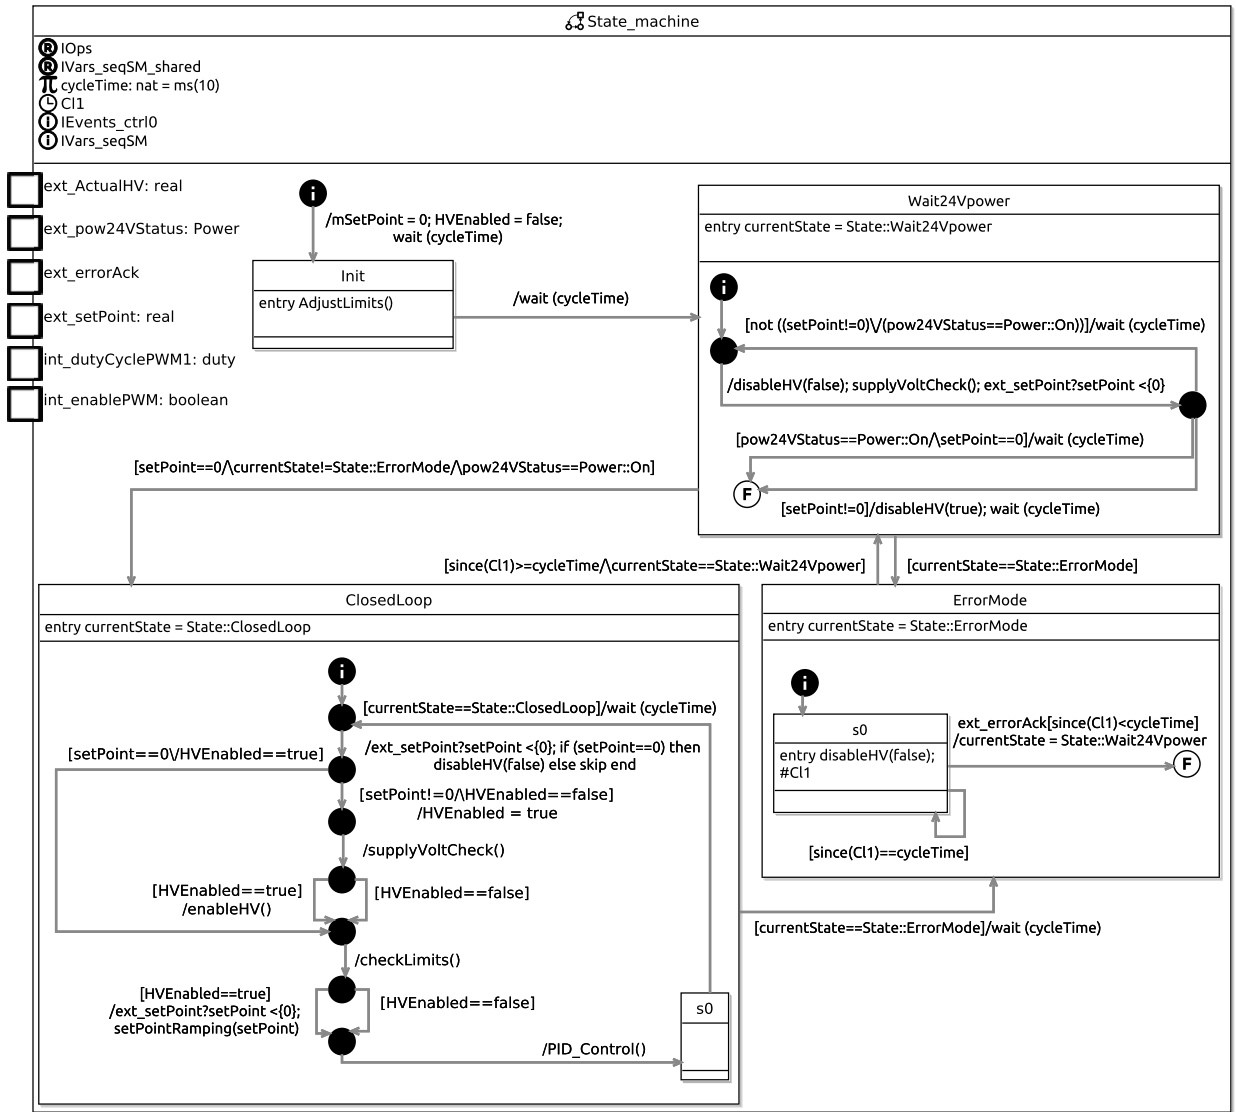 State_machine
IOps
IVars_seqSM_shared
cycleTime: nat = ms(10)
Cl1
IEvents_ctrl0
IVars_seqSM
ext_ActualHV: real
ext_pow24VStatus: Power
ext_errorAck
ext_setPoint: real
int_dutyCyclePWM1: duty
int_enablePWM: boolean
i
/mSetPoint = 0; HVEnabled = false;
wait (cycleTime)
Init
entry AdjustLimits()
/wait (cycleTime)
Wait24Vpower
entry currentState = State::Wait24Vpower
i
[not ((setPoint!=0)\/(pow24VStatus==Power::On))]/wait (cycleTime)
/disableHV(false); supplyVoltCheck(); ext_setPoint?setPoint <{0}
[pow24VStatus==Power::On/\setPoint==0]/wait (cycleTime)
F
[setPoint!=0]/disableHV(true); wait (cycleTime)
[setPoint==0/\currentState!=State::ErrorMode/\pow24VStatus==Power::On]
[since(Cl1)>=cycleTime/\currentState==State::Wait24Vpower]
[currentState==State::ErrorMode]
ClosedLoop
entry currentState = State::ClosedLoop
i
[currentState==State::ClosedLoop]/wait (cycleTime)
[setPoint==0\/HVEnabled==true]
/ext_setPoint?setPoint <{0}; if (setPoint==0) then
disableHV(false) else skip end
[setPoint!=0/\HVEnabled==false]
/HVEnabled = true
/supplyVoltCheck()
[HVEnabled==true]
/enableHV()
[HVEnabled==false]
/checkLimits()
[HVEnabled==true]
/ext_setPoint?setPoint <{0};
setPointRamping(setPoint)
[HVEnabled==false]
/PID_Control()
s0
ErrorMode
entry currentState = State::ErrorMode
i
s0
entry disableHV(false);
#Cl1
ext_errorAck[since(Cl1)<cycleTime]
/currentState = State::Wait24Vpower
F
[since(Cl1)==cycleTime]
[currentState==State::ErrorMode]/wait (cycleTime)